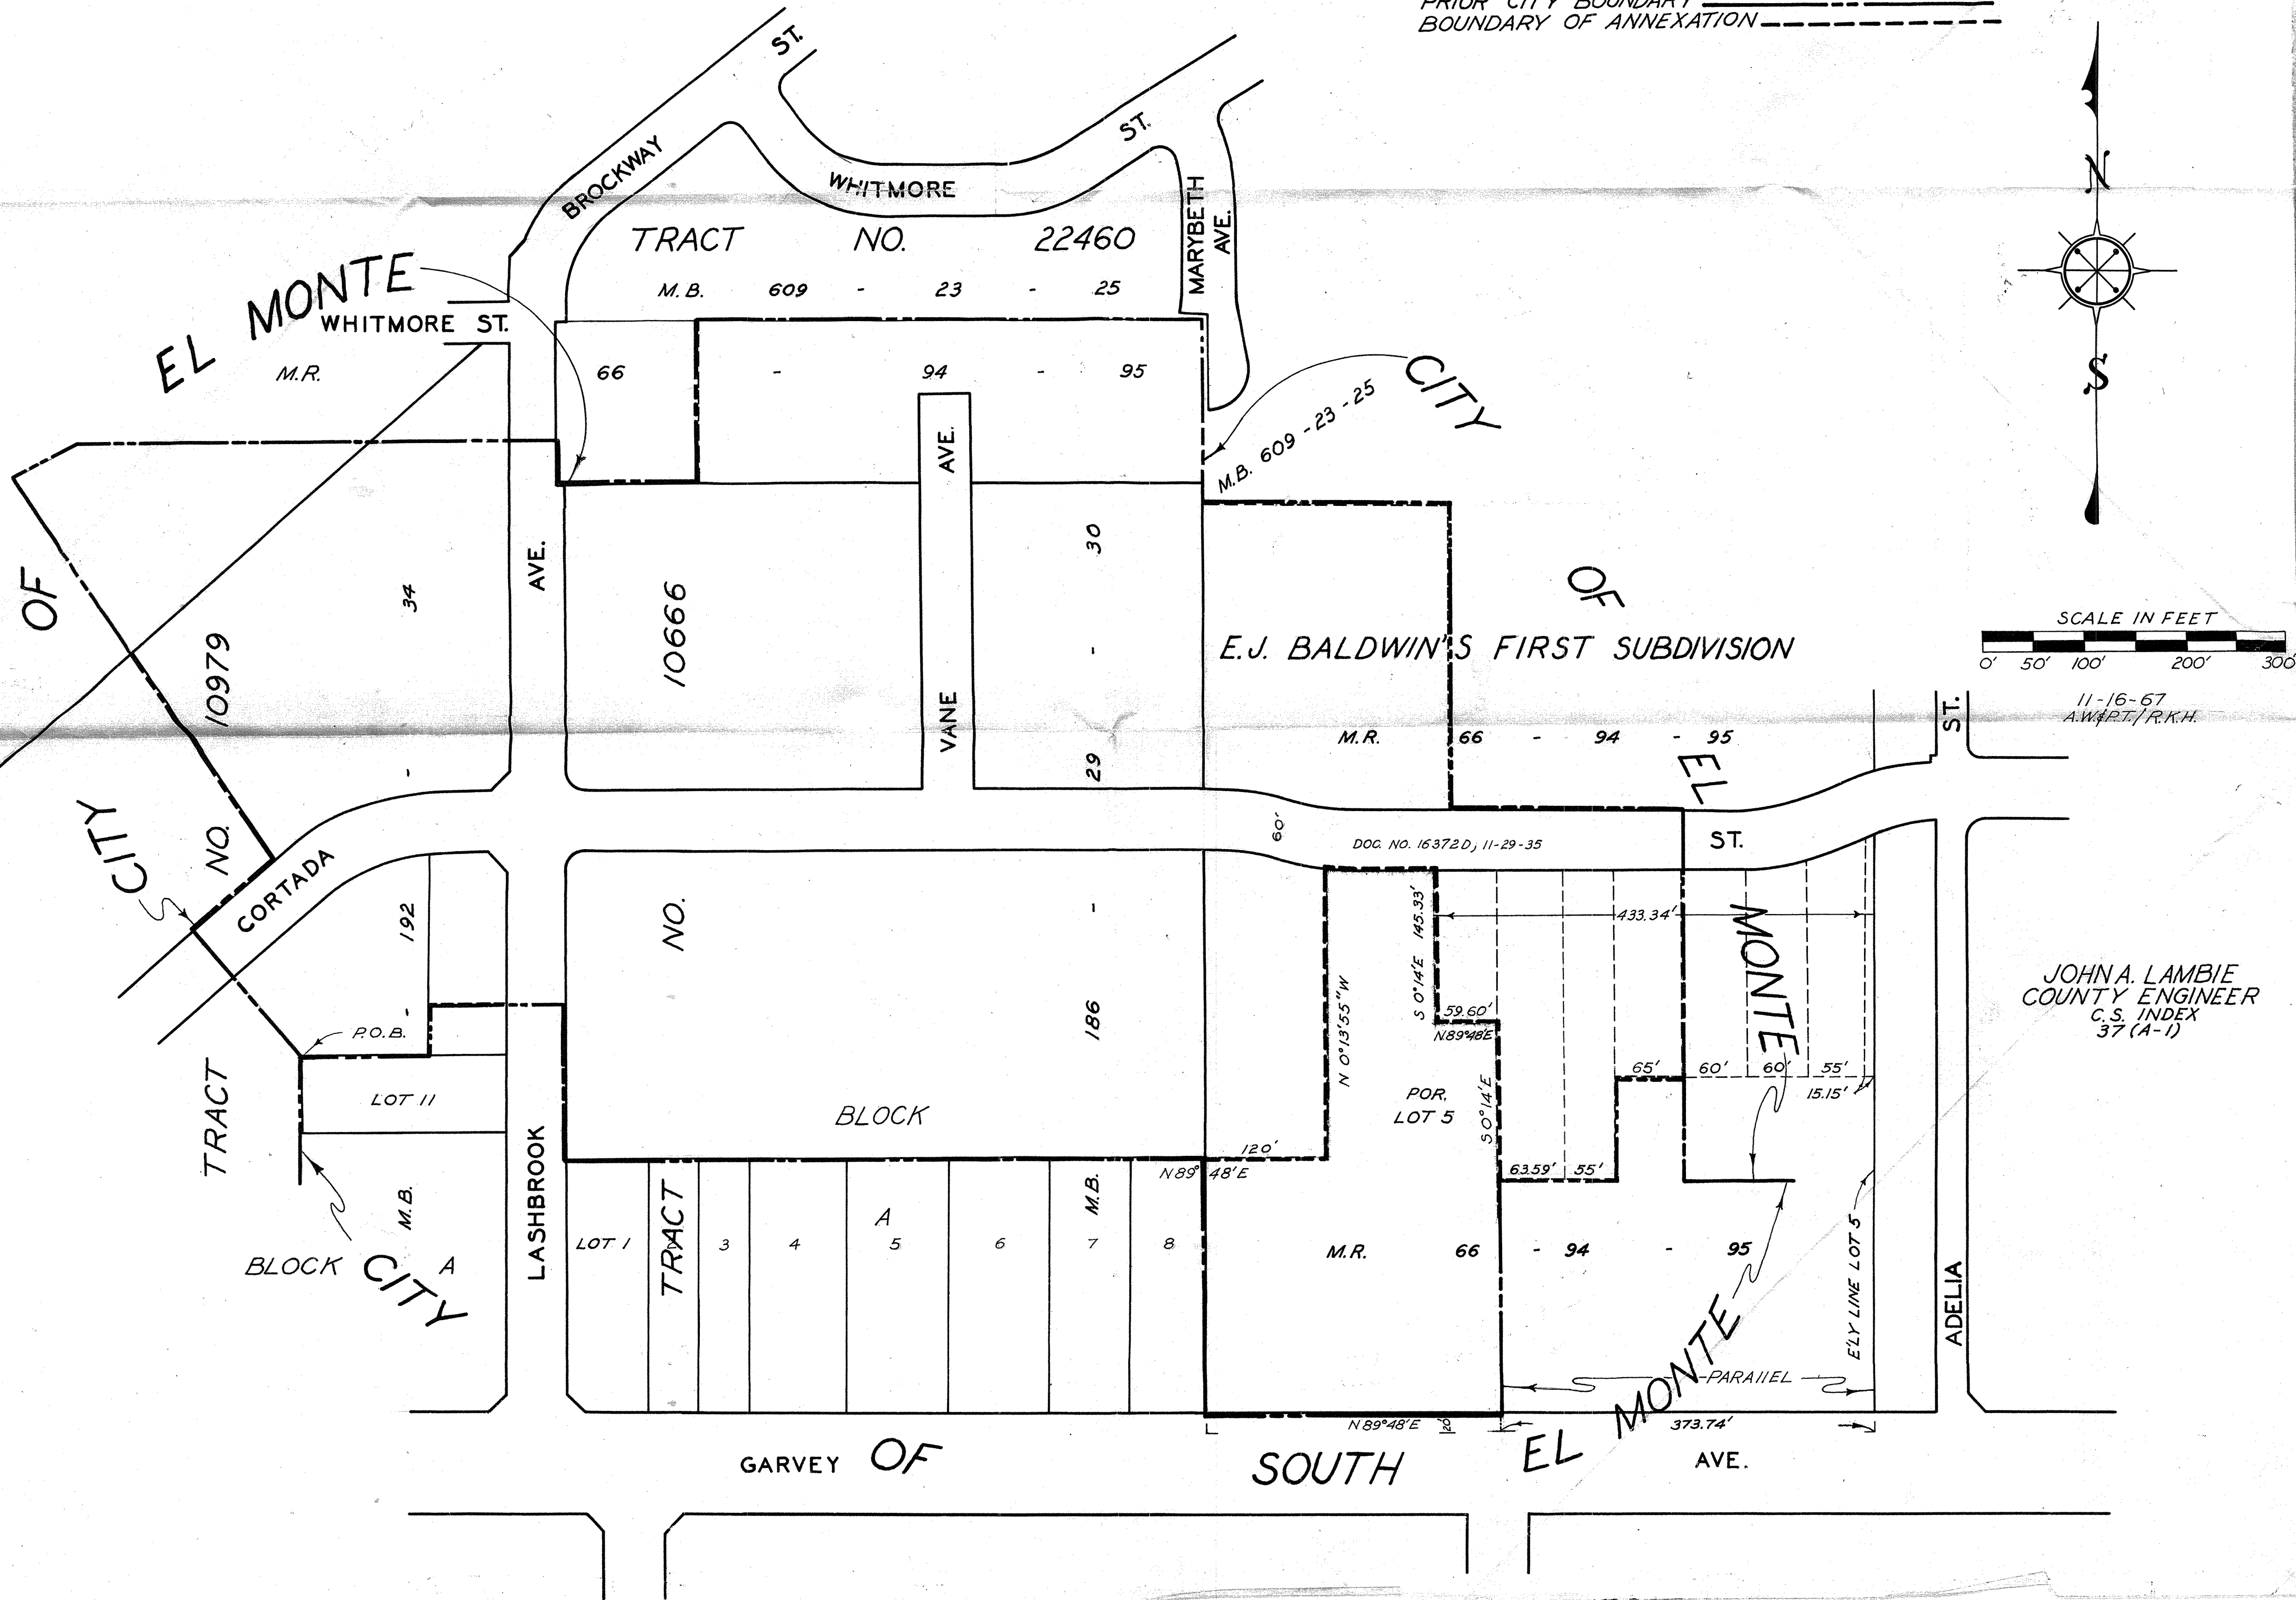 PRIOR CITY BOUNDARY
BOUNDARY OF ANNEXATION
ST.
BROCKWAY
ST.
WHITMORE
MARYBETH
AVE.
TRACT NO. 22460
M.B. 609 - 23 - 25
EL MONTE
WHITMORE ST.
M.R. 66 - 94 - 95
N
S
CITY
M.B. 609 - 23 - 25
AVE.
AVE.
VANE
OF
34
10979
10666
30
-
29
OF
E.J. BALDWIN'S FIRST SUBDIVISION
M.R. 66 - 94 - 95
EL
SCALE IN FEET
0' 50' 100' 200' 300'
11-16-67
A.W.&P.T./R.K.H.
ST.
CITY
NO.
-
CORTADA
60'
DOC. NO. 16372D; 11-29-35
ST.
192
-
NO.
-
186
433.34'
S 0°14'E 145.33'
MONTE
N 0°13'55"W
59.60'
N89°48'E
S0°14'E
JOHN A. LAMBIE
COUNTY ENGINEER
C.S. INDEX
37 (A-1)
P.O.B.
65' 60' 60' 55'
15.15'
POR.
LOT 5
TRACT
LOT 11
BLOCK
120'
N89°48'E
63.59' 55'
LASHBROOK
M.B.
TRACT
M.B.
A
LOT 1 3 4 5 6 7 8
M.R. 66 - 94 - 95
BLOCK A
CITY
E'LY LINE LOT 5
ADELIA
PARALLEL
N89°48'E 20'
373.74'
EL MONTE
GARVEY OF SOUTH AVE.